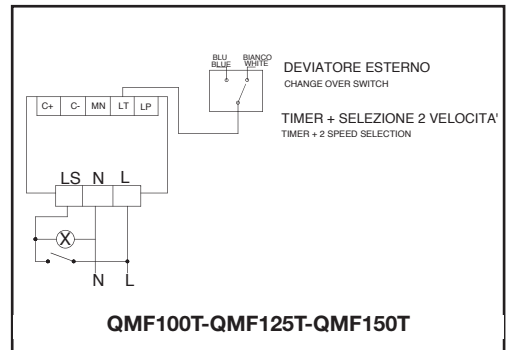 BLU BIANCO
BLUE WHITE
DEVIATORE ESTERNO
CHANGE OVER SWITCH
TIMER + SELEZIONE 2 VELOCITA'
TIMER + 2 SPEED SELECTION
C+ C- MN LT LP
LS N L
X
N L
QMF100T-QMF125T-QMF150T